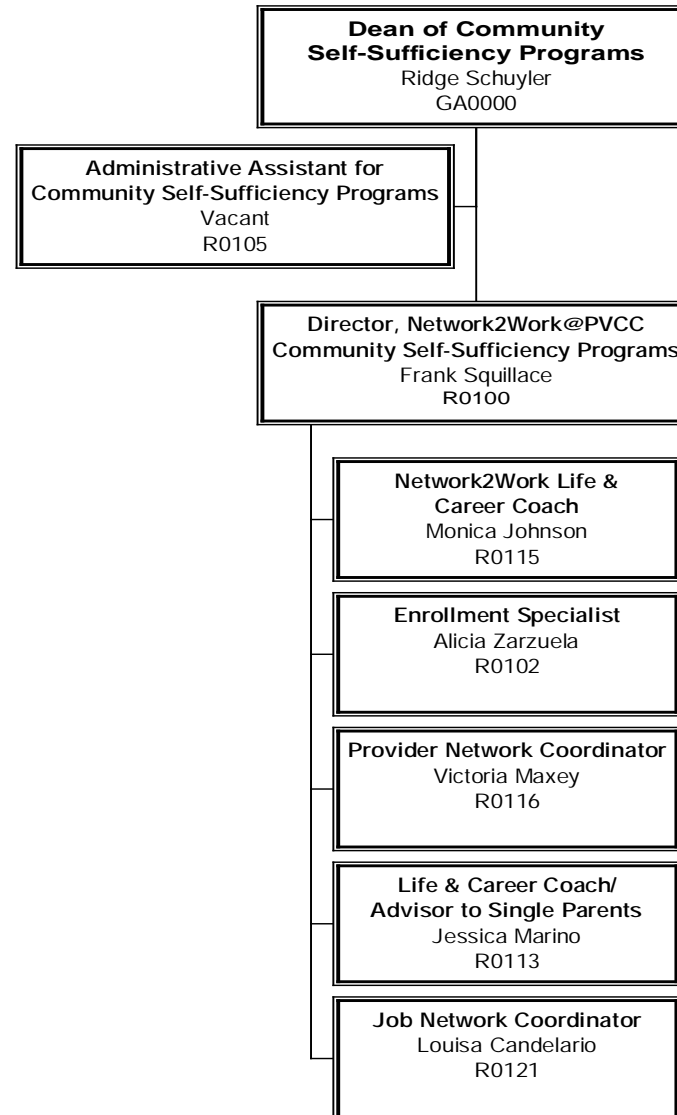 Dean of Community
Self-Sufficiency Programs
Ridge Schuyler
GA0000
Administrative Assistant for
Community Self-Sufficiency Programs
Vacant
R0105
Director, Network2Work@PVCC
Community Self-Sufficiency Programs
Frank Squillace
R0100
Network2Work Life &
Career Coach
Monica Johnson
R0115
Enrollment Specialist
Alicia Zarzuela
R0102
Provider Network Coordinator
Victoria Maxey
R0116
Life & Career Coach/
Advisor to Single Parents
Jessica Marino
R0113
Job Network Coordinator
Louisa Candelario
R0121